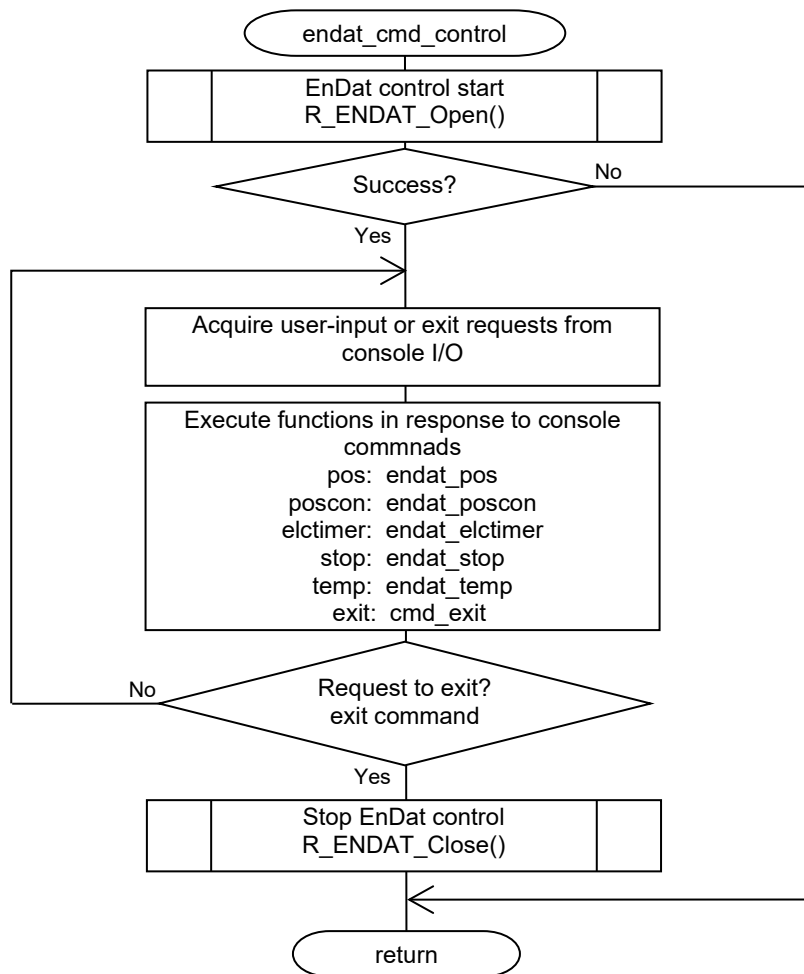 endat_cmd_control
EnDat control start
R_ENDAT_Open()
Success?
No
Yes
Acquire user-input or exit requests from
console I/O
Execute functions in response to console
commnads
pos: endat_pos
poscon: endat_poscon
elctimer: endat_elctimer
stop: endat_stop
temp: endat_temp
exit: cmd_exit
No
Request to exit?
exit command
Yes
Stop EnDat control
R_ENDAT_Close()
return